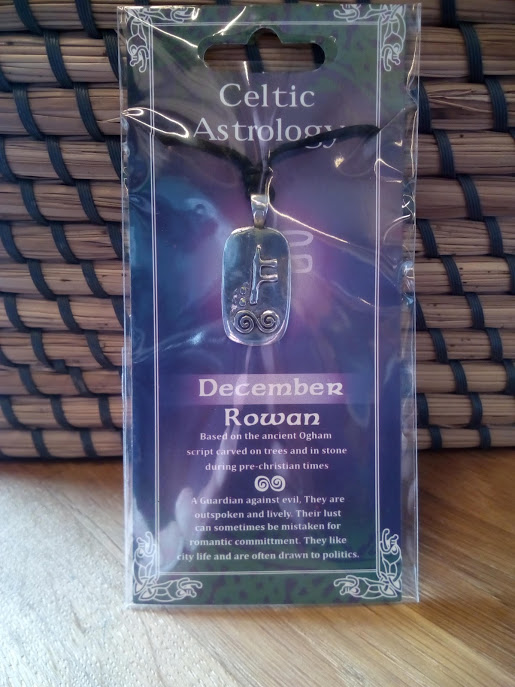 Celtic
Astrology
December
Rowan
Based on the ancient Ogham
script carved on trees and in stone
during pre-christian times
A Guardian against evil. They are
outspoken and lively. Their lust
can sometimes be mistaken for
romantic committment. They like
city life and are often drawn to politics.